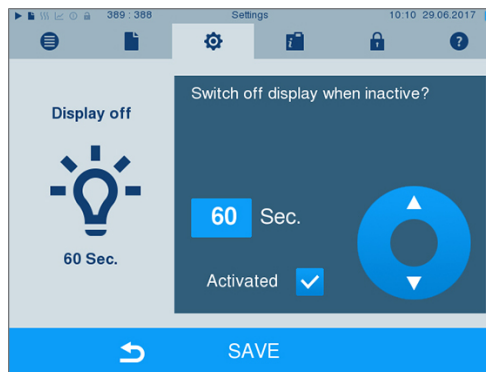 389 : 388 Settings 10:10 29.06.2017
i ?
Display off
Switch off display when inactive?
60 Sec.
60 Sec.
Activated
SAVE